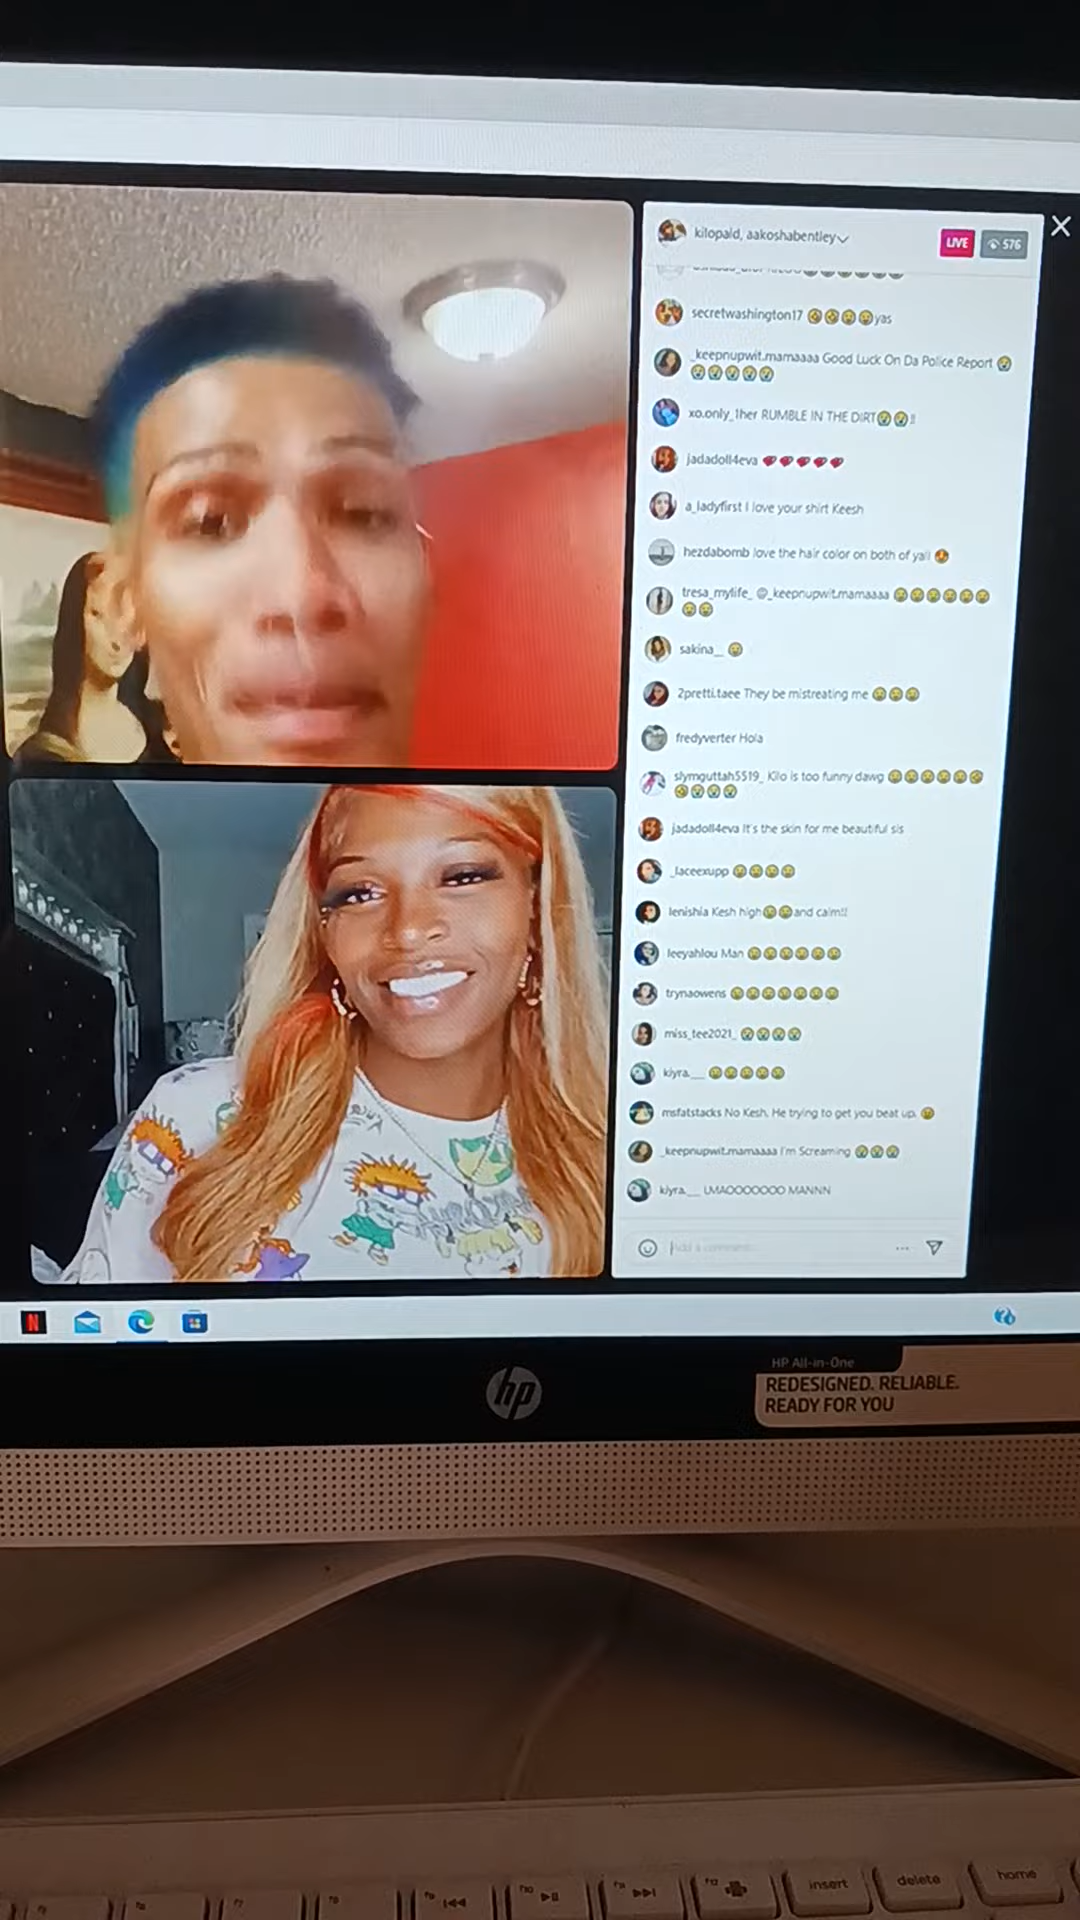 kilopaid, aakoshabentley
LIVE
576
secretwashington17 🤣🤣😂😂yas
_keepnupwit.mamaaaa Good Luck On Da Police Report 😭
😭😭😭😭😭
xo.only_1her RUMBLE IN THE DIRT😭😭!!
jadadoll4eva
a_ladyfirst I love your shirt Keesh
hezdabomb love the hair color on both of yall 😍
tresa_mylife_ @_keepnupwit.mamaaaa 😂😂😂😂😂😂
😂😂
sakina__ 😂
2pretti.taee They be mistreating me 😂😂😂
fredyverter Hola
slymguttah5519_ Kilo is too funny dawg
jadadoll4eva It's the skin for me beautiful sis
_laceexupp 😂😂😂😂
lenishia Kesh high😂😂and calm!!
leeyahlou Man 😂😂😂😂😂😂
trynaowens 😂😂😂😂😂😂😂
miss_tee2021_ 😭😭😭😭
kiyra.__ 😂😂😂😂😂
msfatstacks No Kesh. He trying to get you beat up.
_keepnupwit.mamaaaa I'm Screaming 😭😭😭
kiyra.__ LMAOOOOOOO MANNN
Add a comment...
N
hp
HP All-in-One
REDESIGNED. RELIABLE.
READY FOR YOU
insert
delete
home